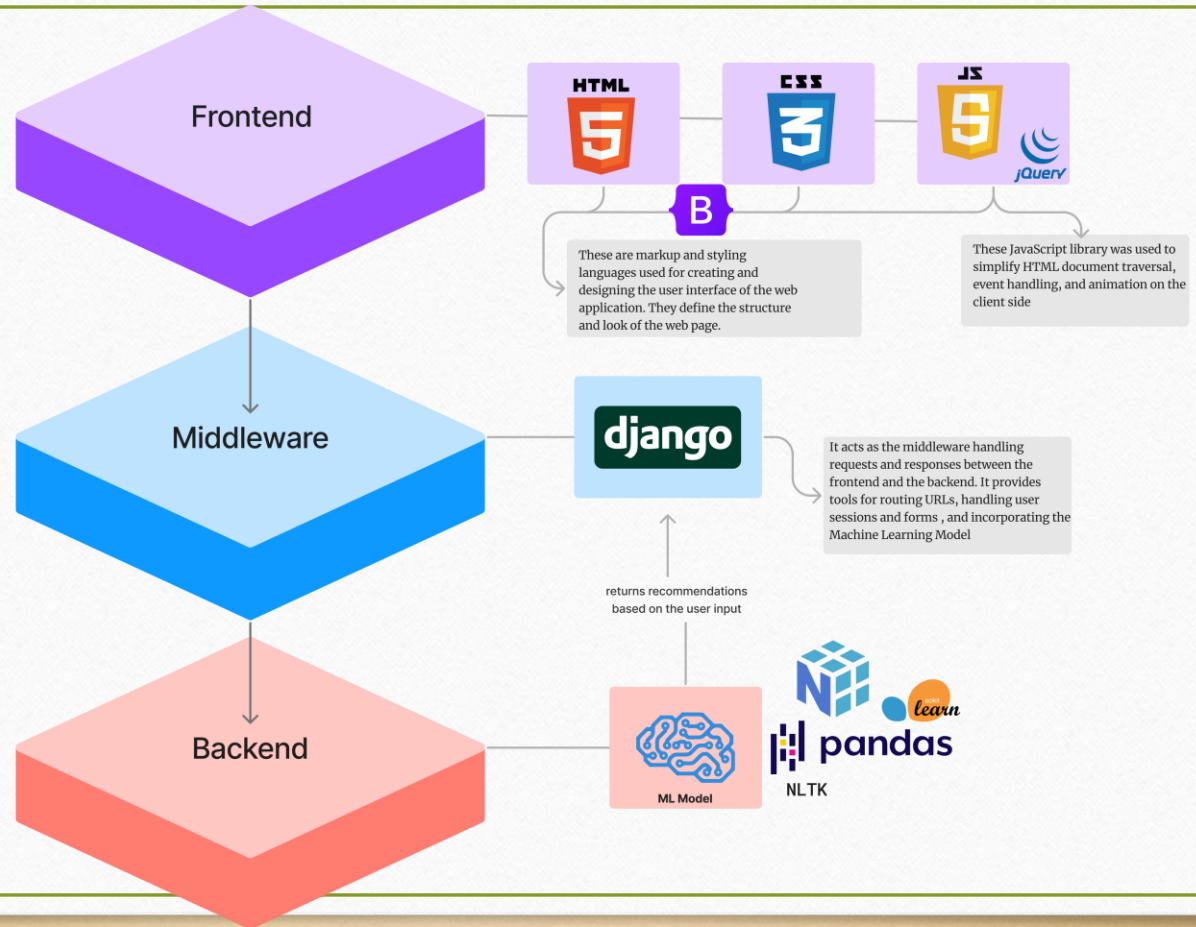 Frontend
HTML
5
CSS
3
JS
5
jQuery
B
These are markup and styling
languages used for creating and
designing the user interface of the web
application. They define the structure
and look of the web page.
These JavaScript library was used to
simplify HTML document traversal,
event handling, and animation on the
client side
Middleware
django
It acts as the middleware handling
requests and responses between the
frontend and the backend. It provides
tools for routing URLs, handling user
sessions and forms , and incorporating the
Machine Learning Model
returns recommendations
based on the user input
Backend
ML Model
N
scikit
learn
pandas
NLTK